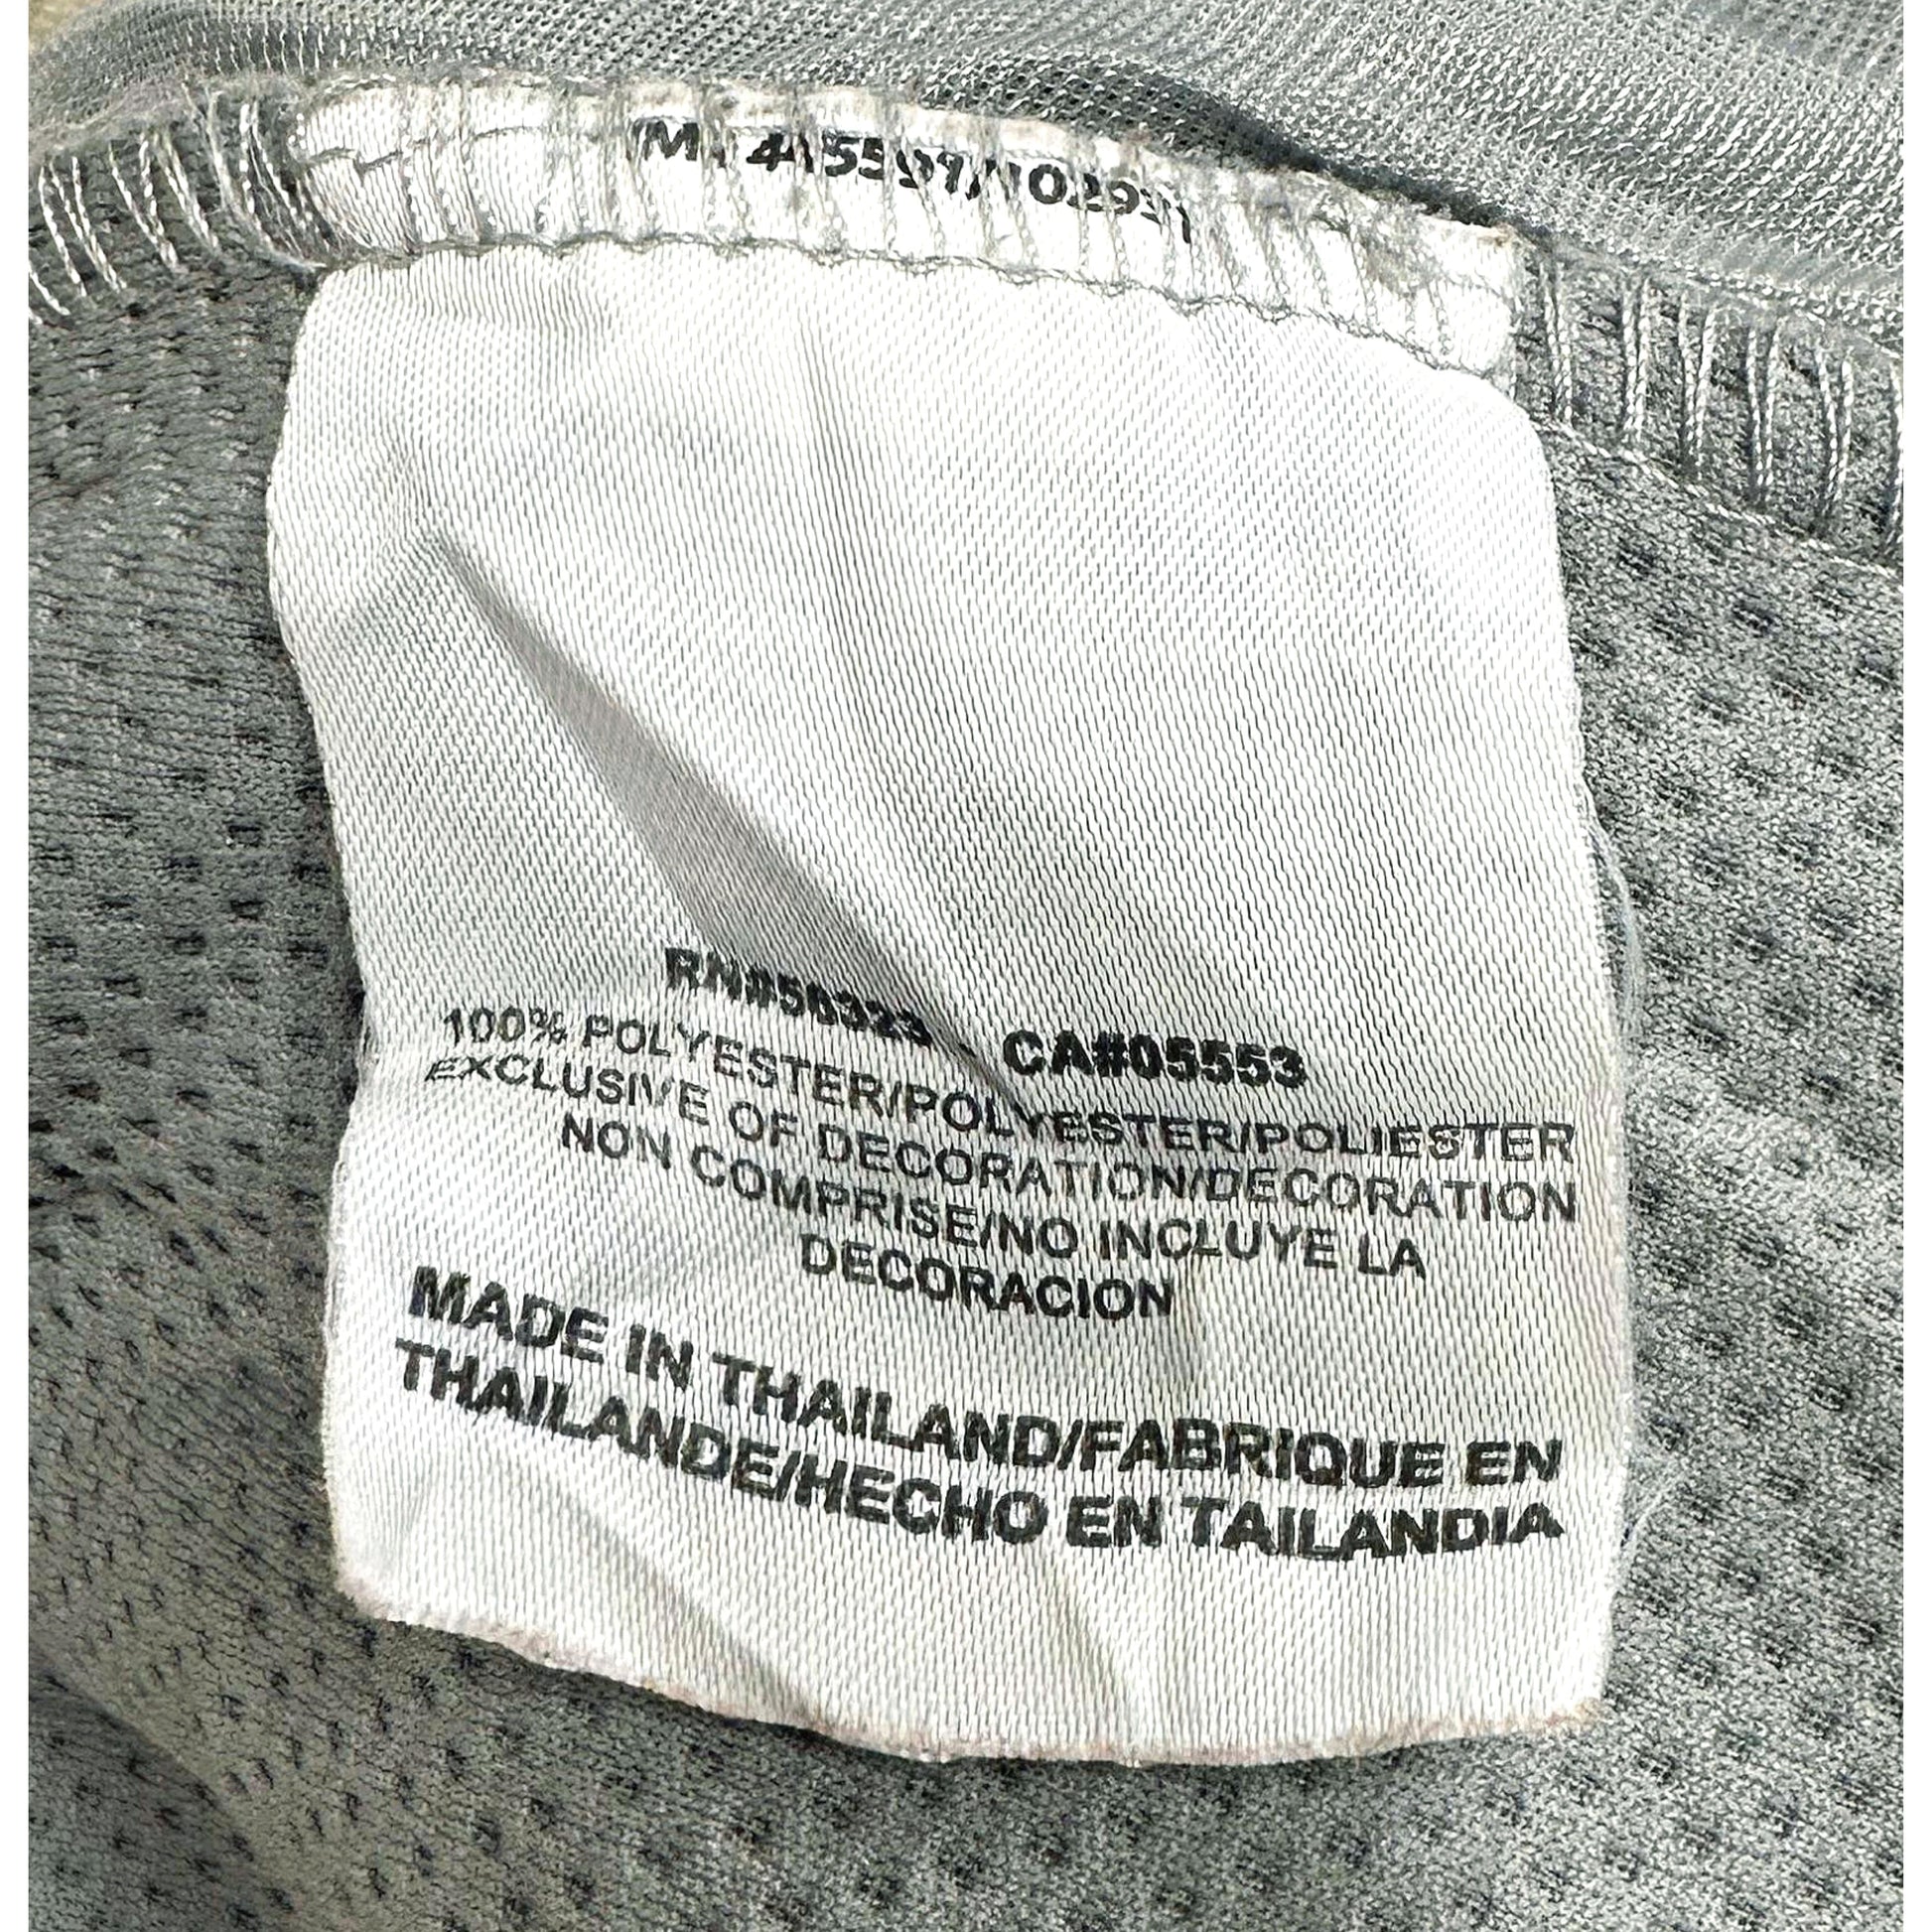 RN#56323 - CA#05553
100% POLYESTER/POLYESTER/POLIESTER
EXCLUSIVE OF DECORATION/DECORATION
NON COMPRISE/NO INCLUYE LA
DECORACION
MADE IN THAILAND/FABRIQUE EN
THAILANDE/HECHO EN TAILANDIA